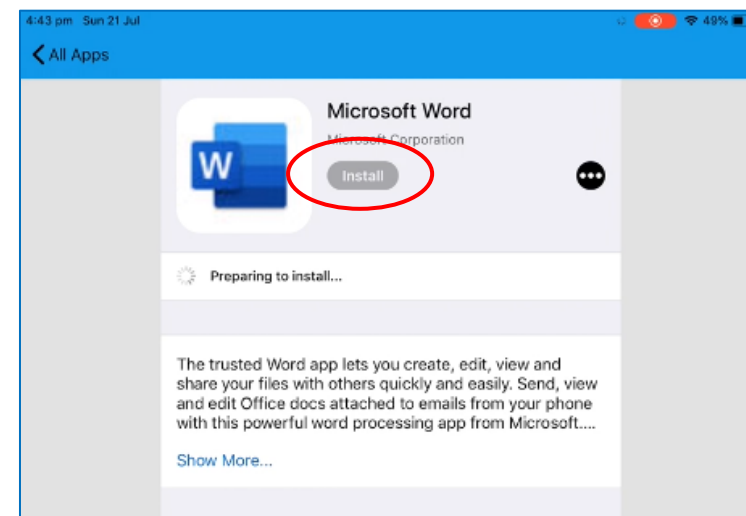 4:43 pm Sun 21 Jul
49%
All Apps
W
Microsoft Word
Microsoft Corporation
Install
Preparing to install...
The trusted Word app lets you create, edit, view and
share your files with others quickly and easily. Send, view
and edit Office docs attached to emails from your phone
with this powerful word processing app from Microsoft....
Show More...